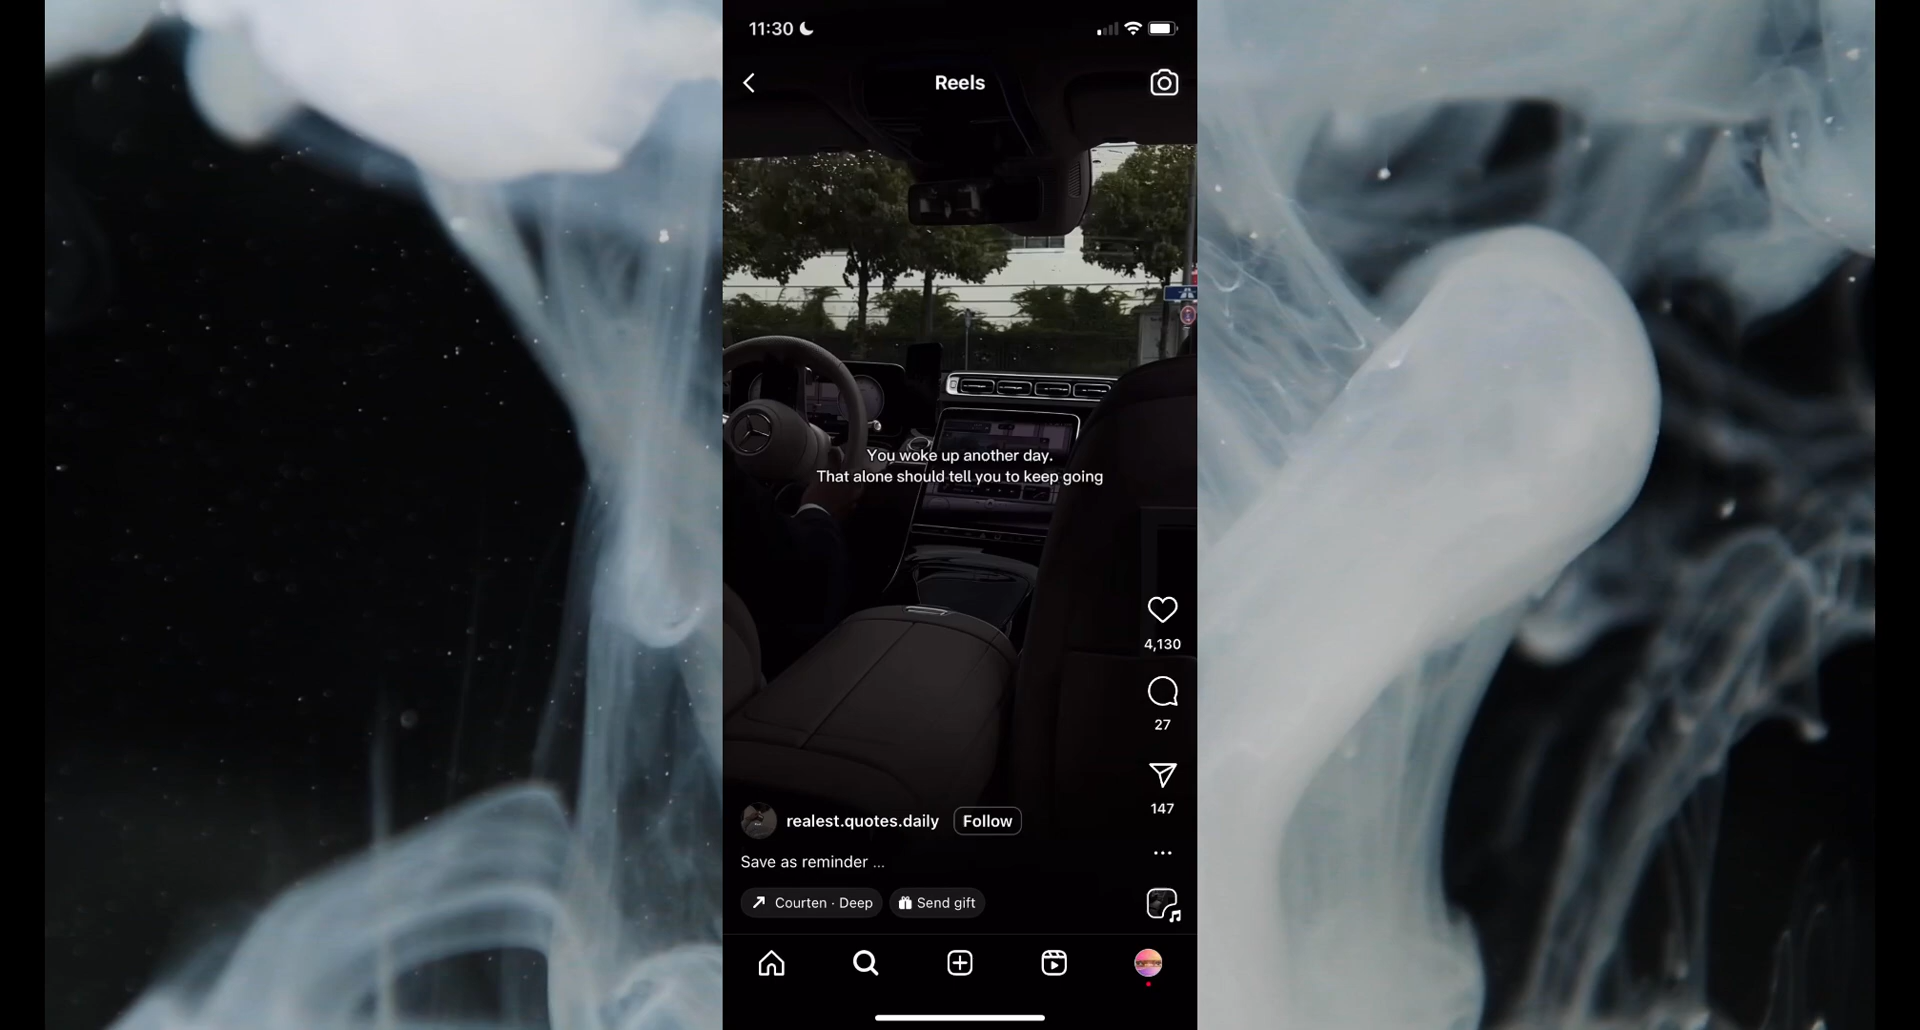 11:30
Reels
You woke up another day.
That alone should tell you to keep going
4,130
27
147
realest.quotes.daily Follow
Save as reminder ...
Courten · Deep Send gift